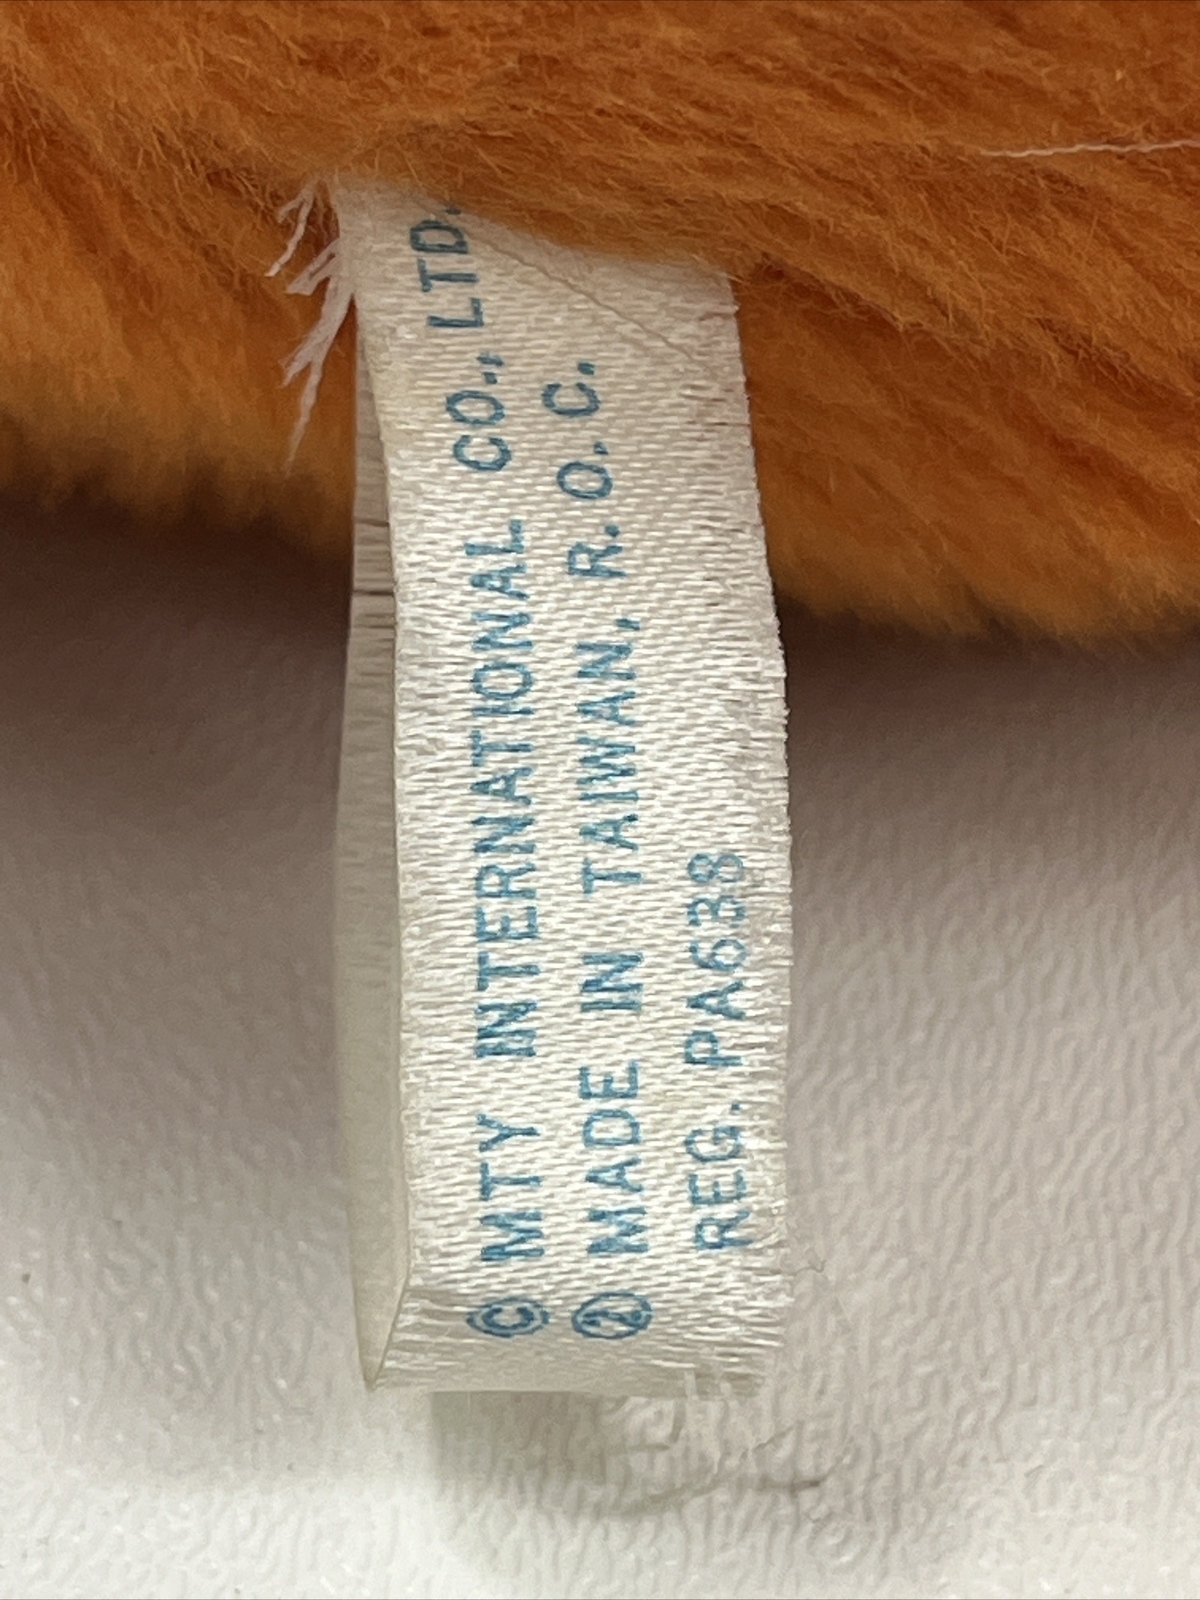 © MTY INTERNATIONAL CO., LTD.
② MADE IN TAIWAN, R. O. C.
REG. PA638